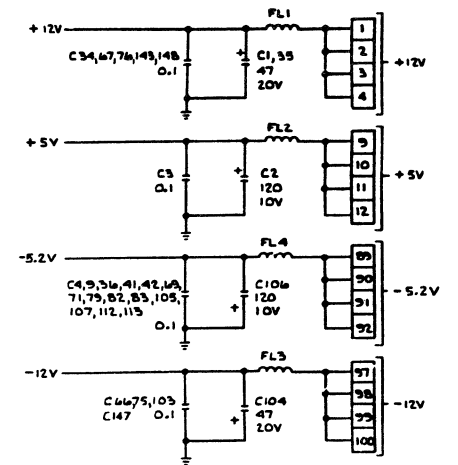 FL1
+12V
1
C34,67,76,143,148
0.1
+
C1,35
47
20V
2
3
4
+12V
FL2
+5V
9
C3
0.1
+
C2
120
10V
10
11
12
+5V
FL4
-5.2V
89
C4,9,36,41,42,69,
71,79,82,83,105,
107,112,113
0.1
+
C106
120
10V
90
91
92
-5.2V
FL3
-12V
97
C66,75,103
C147 0.1
+
C104
47
20V
98
99
100
-12V